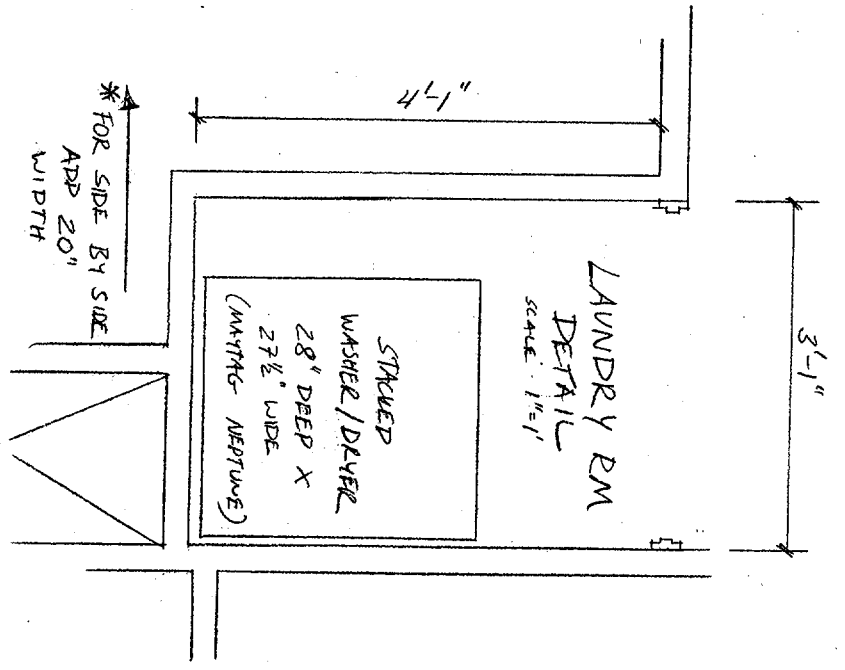 3'-1"
LAUNDRY RM
DETAIL
SCALE: 1"=1'
4'-1"
STACKED
WASHER/DRYER
28" DEEP X
27½" WIDE
(MAYTAG NEPTUNE)
* FOR SIDE BY SIDE
ADD 20"
WIDTH